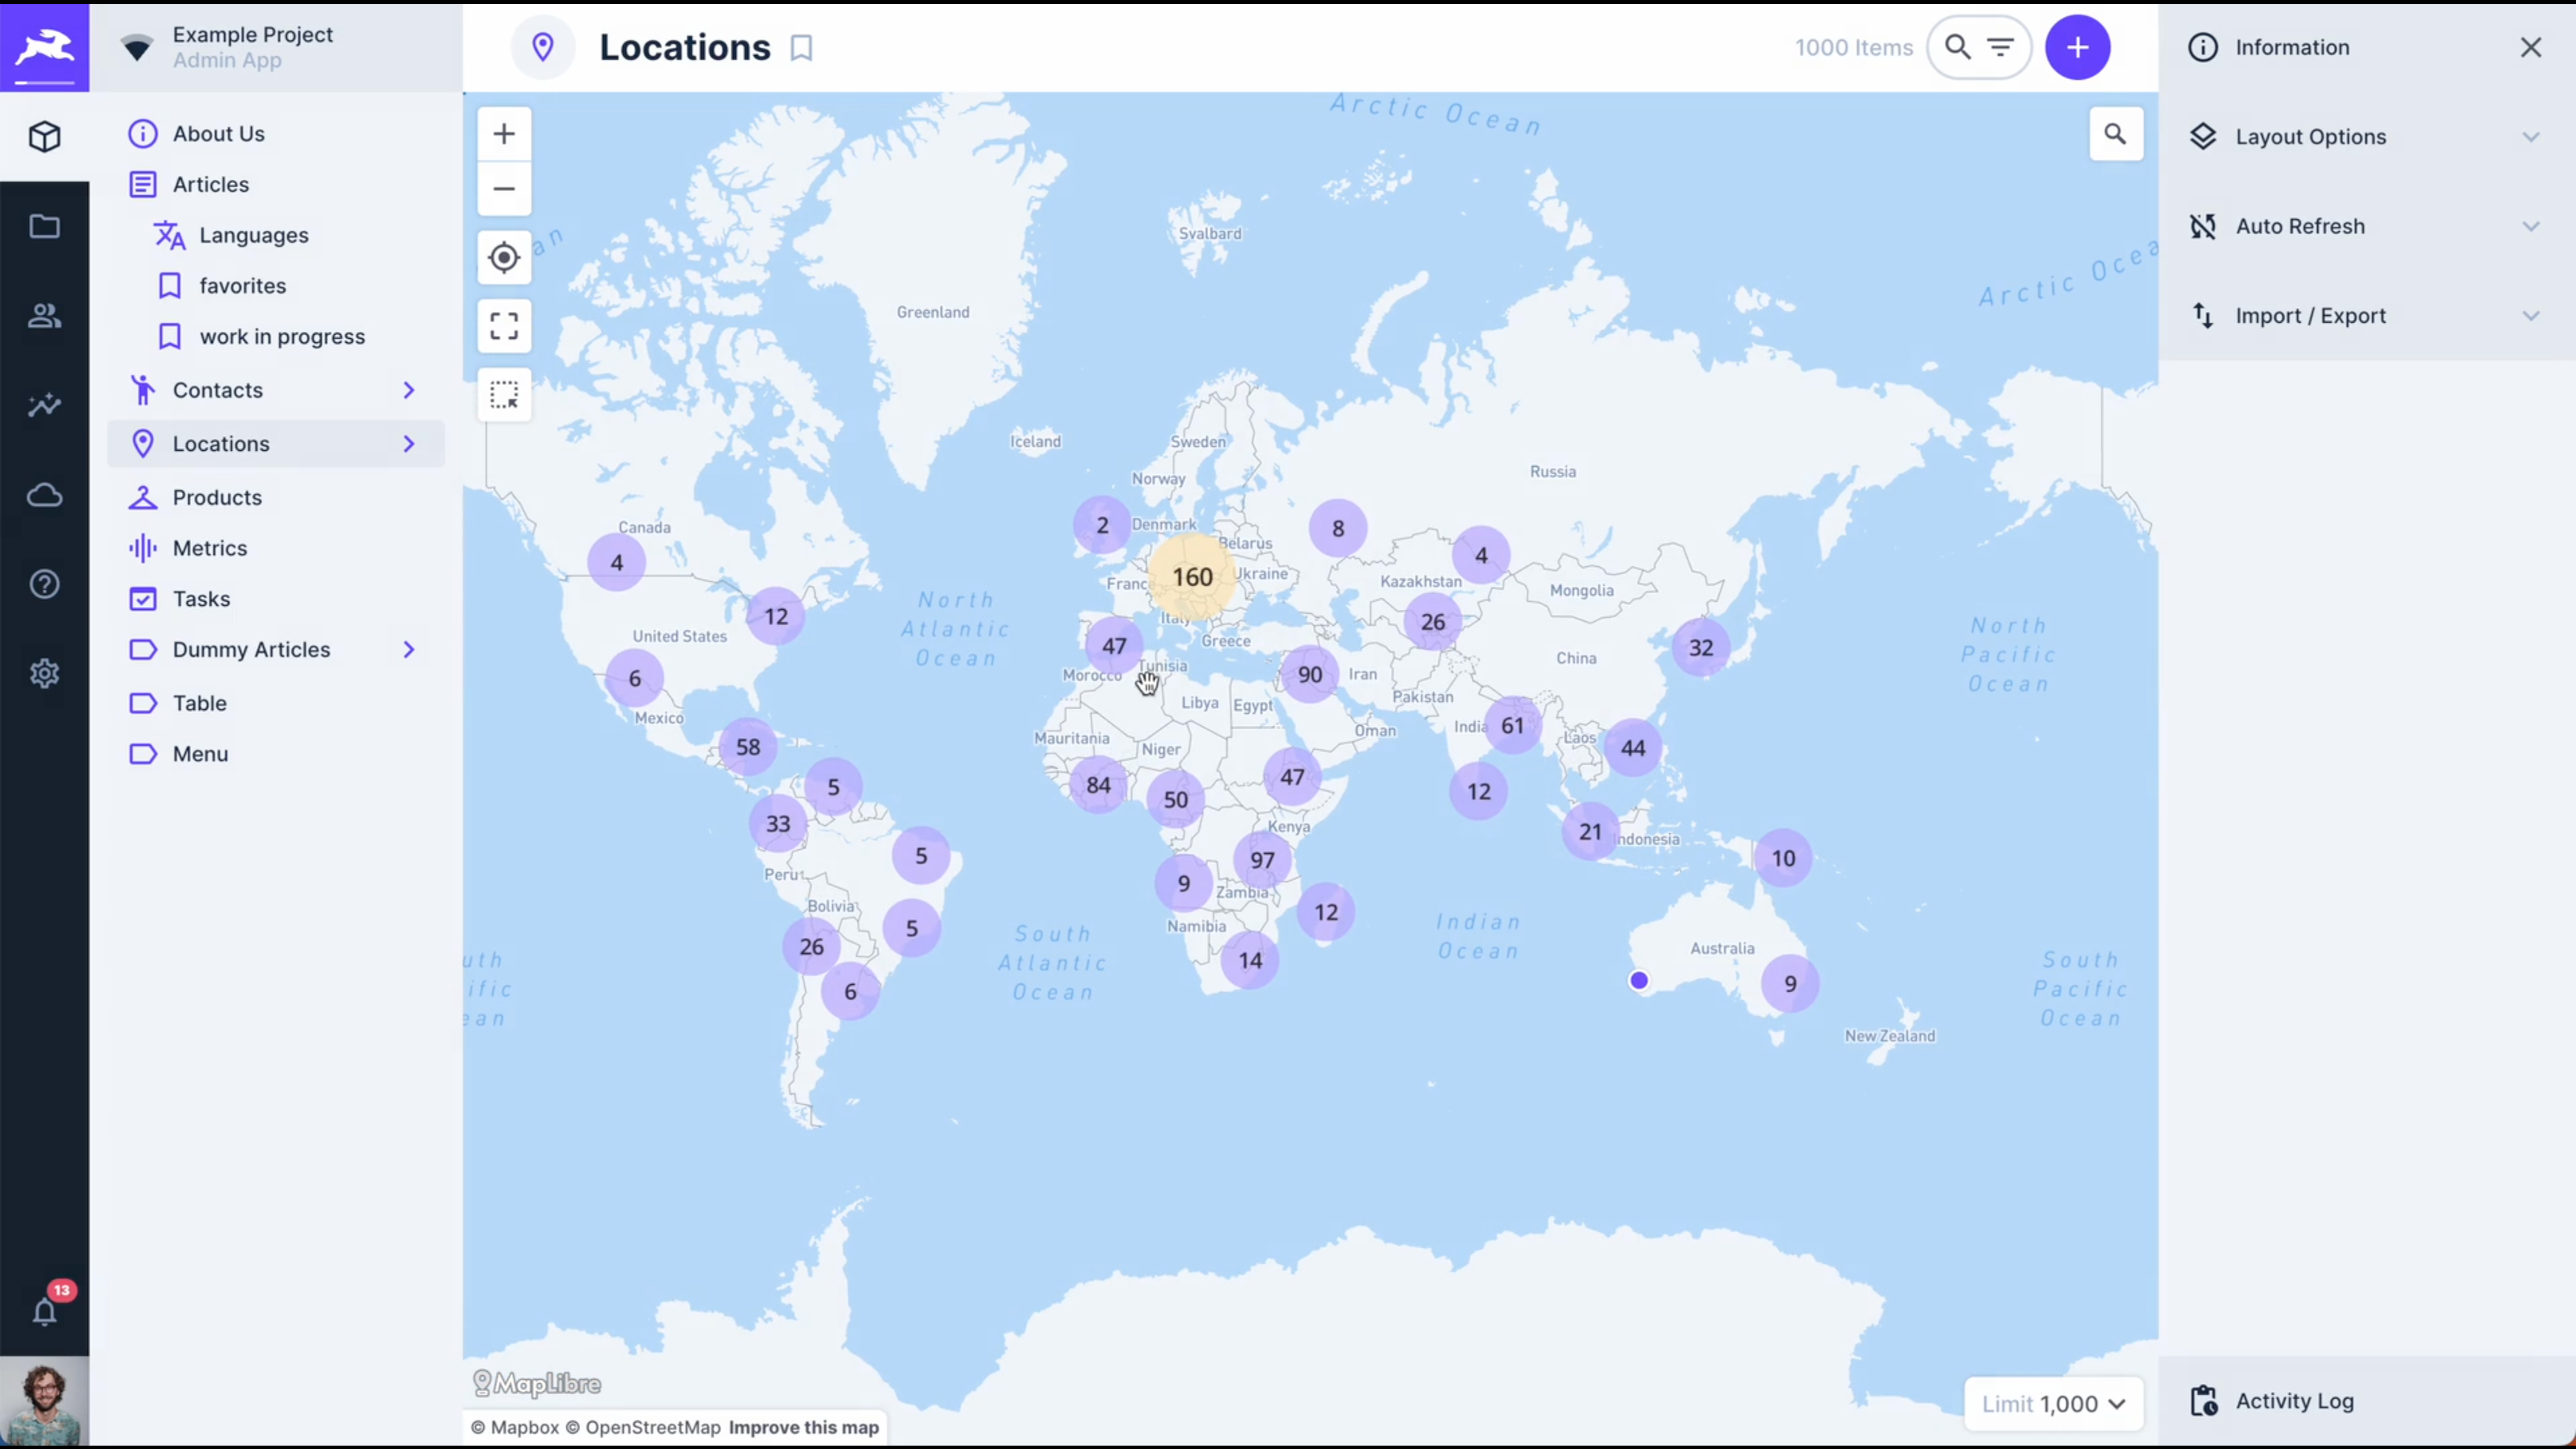 Example Project
Admin App
About Us
Articles
Languages
favorites
work in progress
Contacts
Locations
Products
Metrics
Tasks
Dummy Articles
Table
Menu
13
Locations
1000 Items
Arctic Ocean
Arctic Ocea
an
Svalbard
Greenland
Iceland
Sweden
Norway
Russia
Canada
2
Denmark
8
Belarus
4
4
160
France
Ukraine
Kazakhstan
Mongolia
North
Atlantic
Ocean
12
Italy
26
United States
47
Greece
32
North
Pacific
Ocean
China
Tunisia
Morocco
90
Iran
6
Pakistan
Libya
Egypt
Mexico
India
61
Oman
Mauritania
Niger
Laos
58
44
5
84
50
47
12
33
Kenya
21
Indonesia
5
97
10
Peru
9
Zambia
Bolivia
12
Namibia
Indian
Ocean
5
26
South
Atlantic
Ocean
14
Australia
6
9
uth
ific
ean
South
Pacific
Ocean
New Zealand
MapLibre
© Mapbox © OpenStreetMap Improve this map
Limit 1,000
Information
Layout Options
Auto Refresh
Import / Export
Activity Log